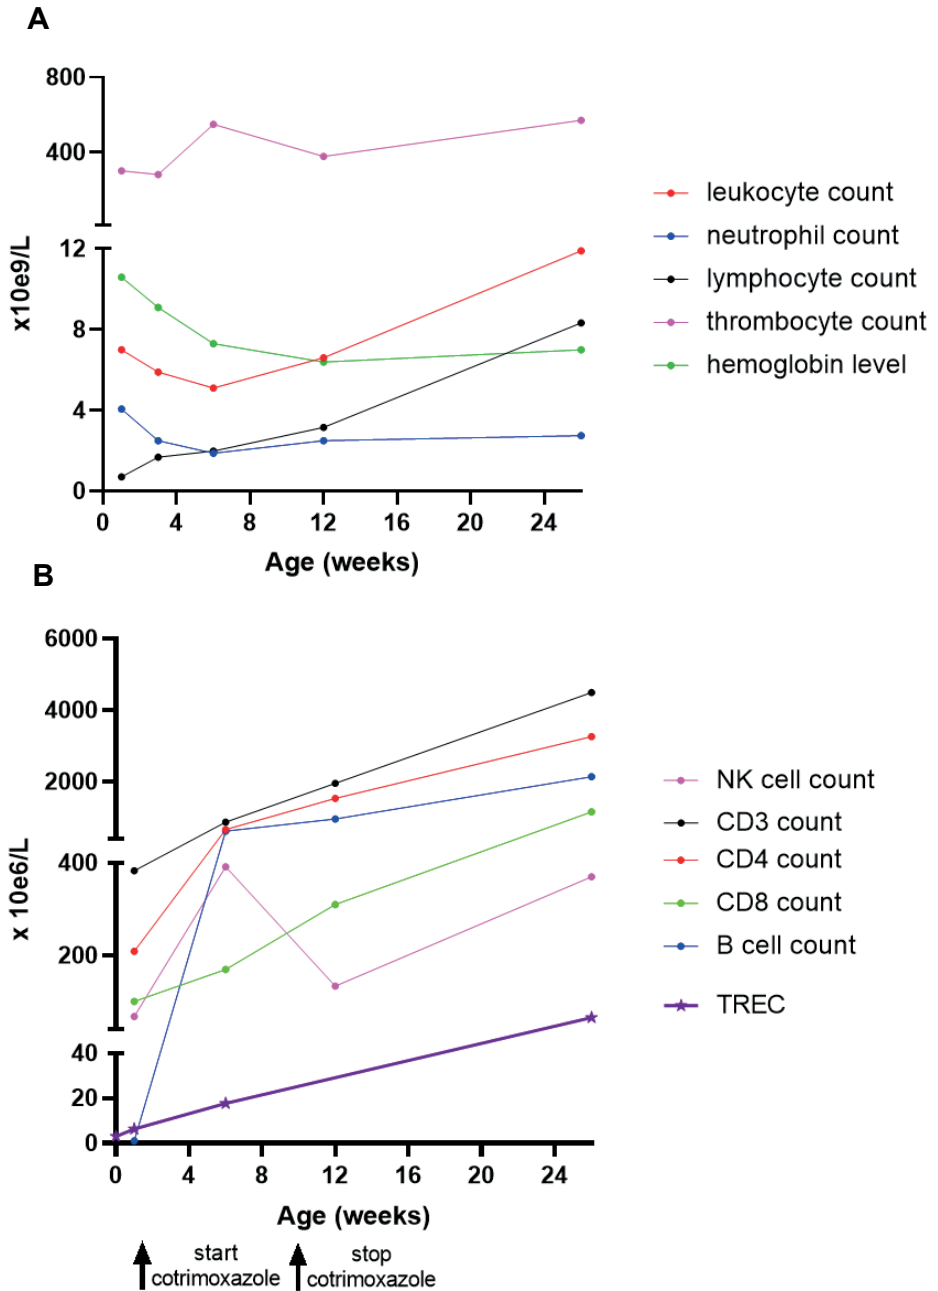 A
800
400
12
8
4
0
x10e9/L
0 4 8 12 16 20 24
Age (weeks)
leukocyte count
neutrophil count
lymphocyte count
thrombocyte count
hemoglobin level
B
6000
4000
2000
400
200
40
20
0
x 10e6/L
0 4 8 12 16 20 24
Age (weeks)
NK cell count
CD3 count
CD4 count
CD8 count
B cell count
TREC
start
cotrimoxazole
stop
cotrimoxazole